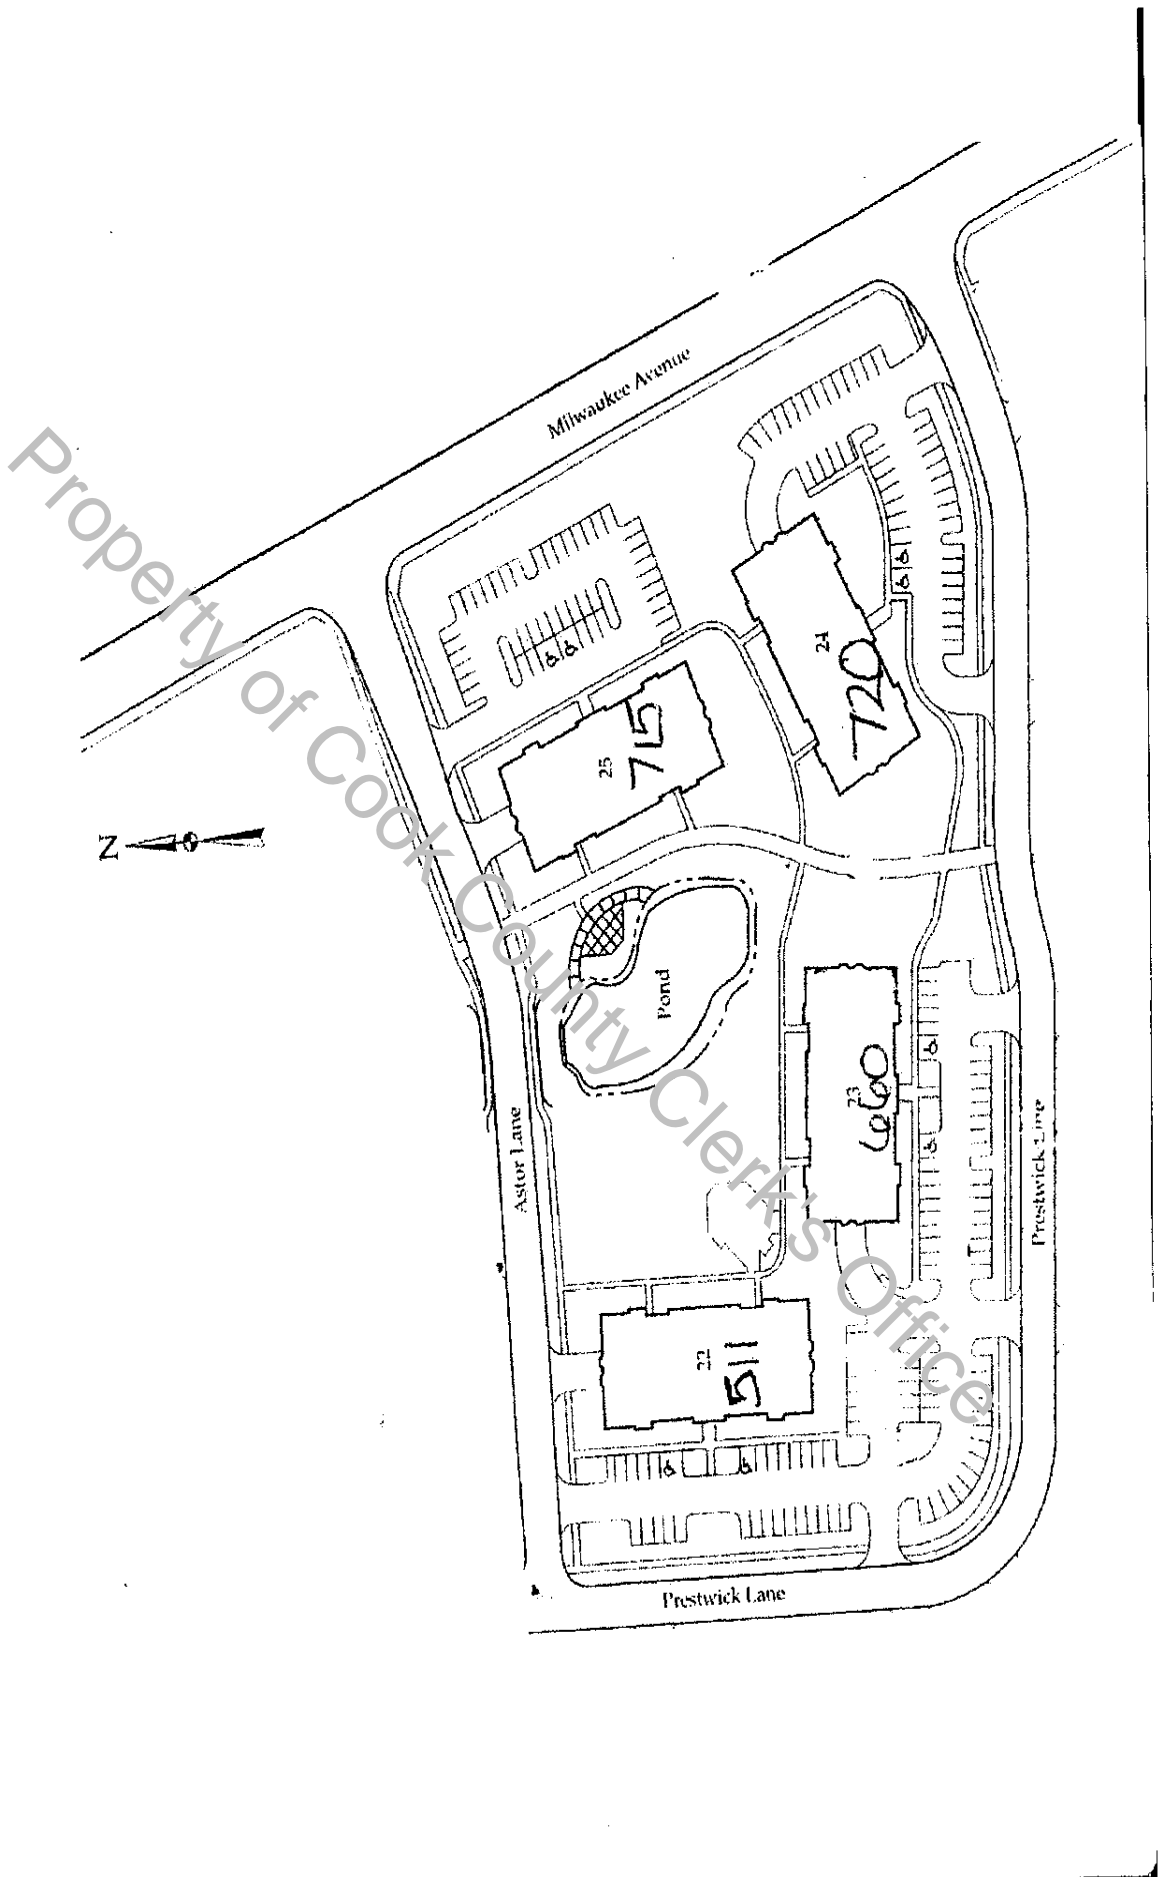 Milwaukee Avenue
24
720
25
715
N
Pond
23
660
Astor Lane
Prestwick Lane
22
511
Prestwick Lane
Property of Cook County Clerk's Office